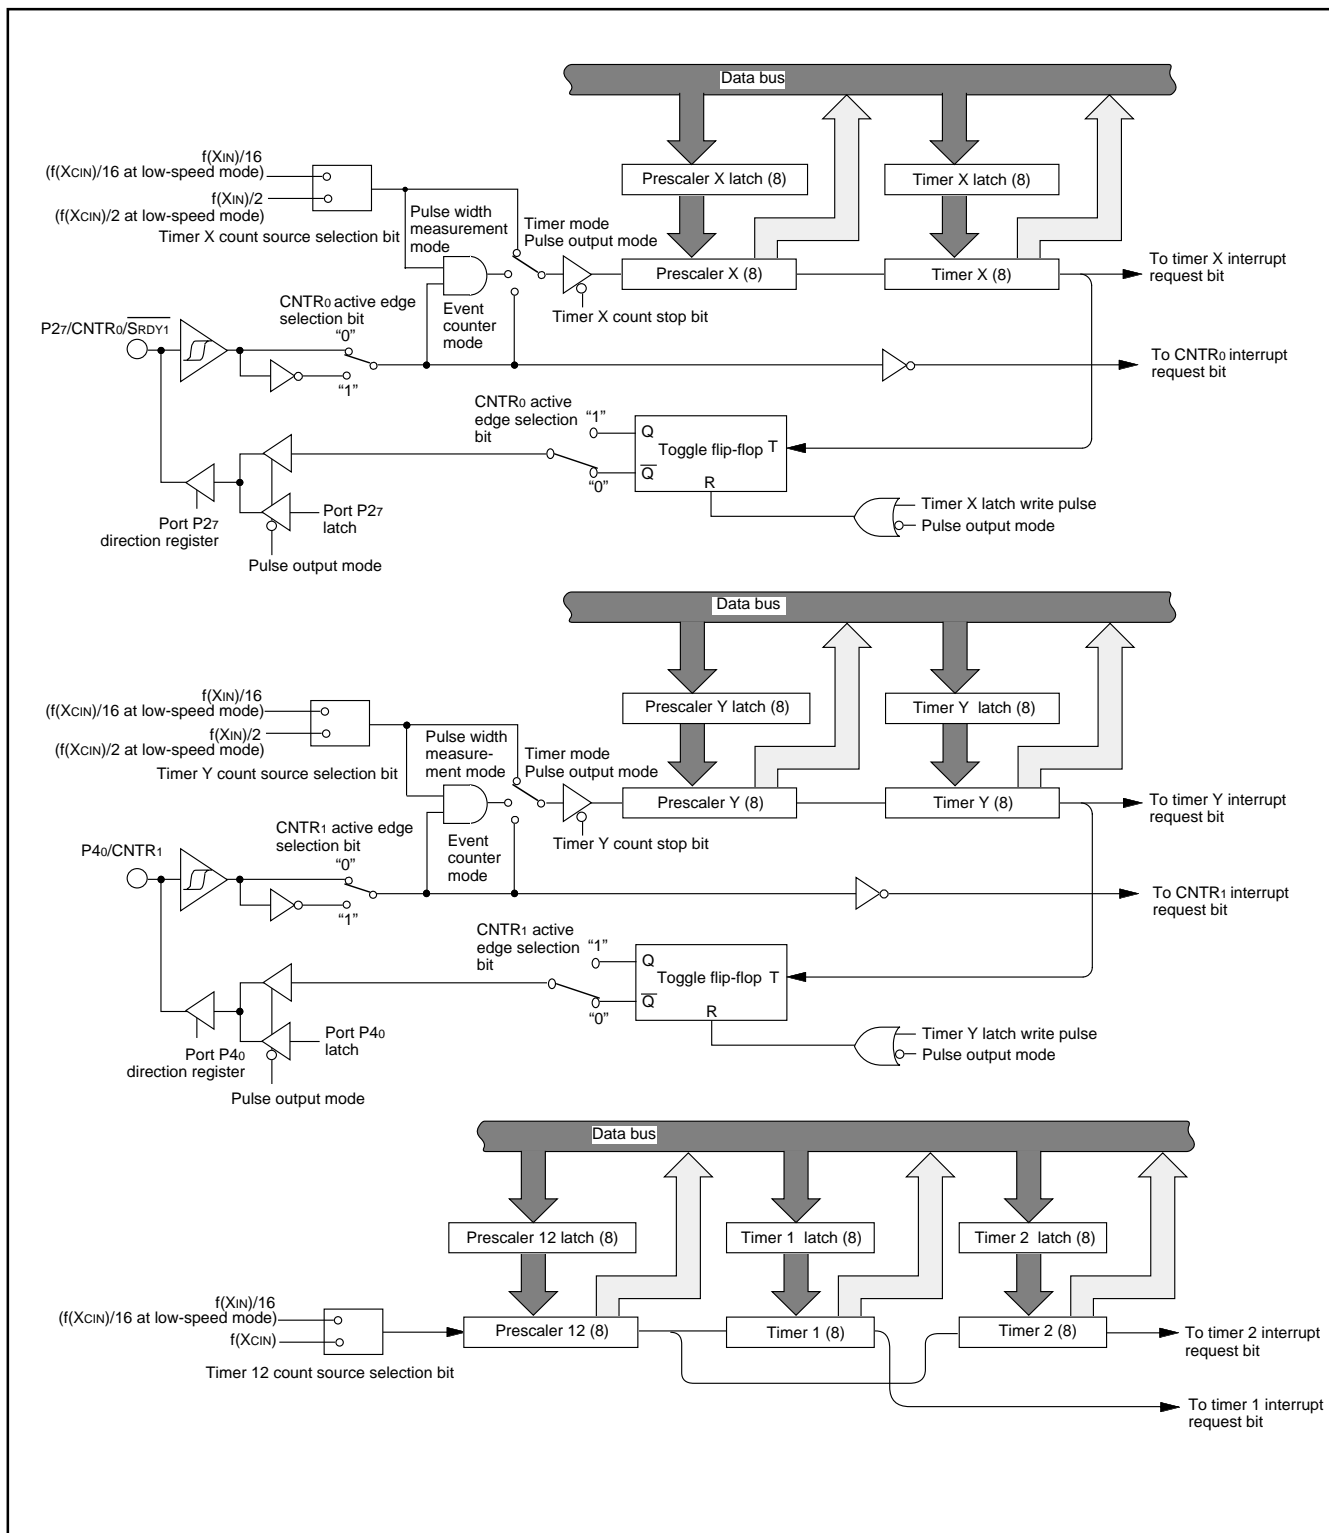 Data bus
f(XIN)/16
(f(XCIN)/16 at low-speed mode)
f(XIN)/2
(f(XCIN)/2 at low-speed mode)
Timer X count source selection bit
Pulse width
measurement
mode
Timer mode
Pulse output mode
Prescaler X latch (8)
Timer X latch (8)
Prescaler X (8)
Timer X (8)
To timer X interrupt
request bit
Timer X count stop bit
Event
counter
mode
CNTR0 active edge
selection bit
“0”
“1”
P27/CNTR0/SRDY1
To CNTR0 interrupt
request bit
CNTR0 active
edge selection
bit
“1”
“0”
Q
Q
Toggle flip-flop
T
R
Timer X latch write pulse
Pulse output mode
Port P27
latch
Port P27
direction register
Pulse output mode
Data bus
f(XIN)/16
(f(XCIN)/16 at low-speed mode)
f(XIN)/2
(f(XCIN)/2 at low-speed mode)
Timer Y count source selection bit
Pulse width
measure-
ment mode
Timer mode
Pulse output mode
Prescaler Y latch (8)
Timer Y latch (8)
Prescaler Y (8)
Timer Y (8)
To timer Y interrupt
request bit
Timer Y count stop bit
Event
counter
mode
CNTR1 active edge
selection bit
“0”
“1”
P40/CNTR1
To CNTR1 interrupt
request bit
CNTR1 active
edge selection
bit
“1”
“0”
Q
Q
Toggle flip-flop
T
R
Timer Y latch write pulse
Pulse output mode
Port P40
latch
Port P40
direction register
Pulse output mode
Data bus
Prescaler 12 latch (8)
Timer 1 latch (8)
Timer 2 latch (8)
f(XIN)/16
(f(XCIN)/16 at low-speed mode)
f(XCIN)
Timer 12 count source selection bit
Prescaler 12 (8)
Timer 1 (8)
Timer 2 (8)
To timer 2 interrupt
request bit
To timer 1 interrupt
request bit